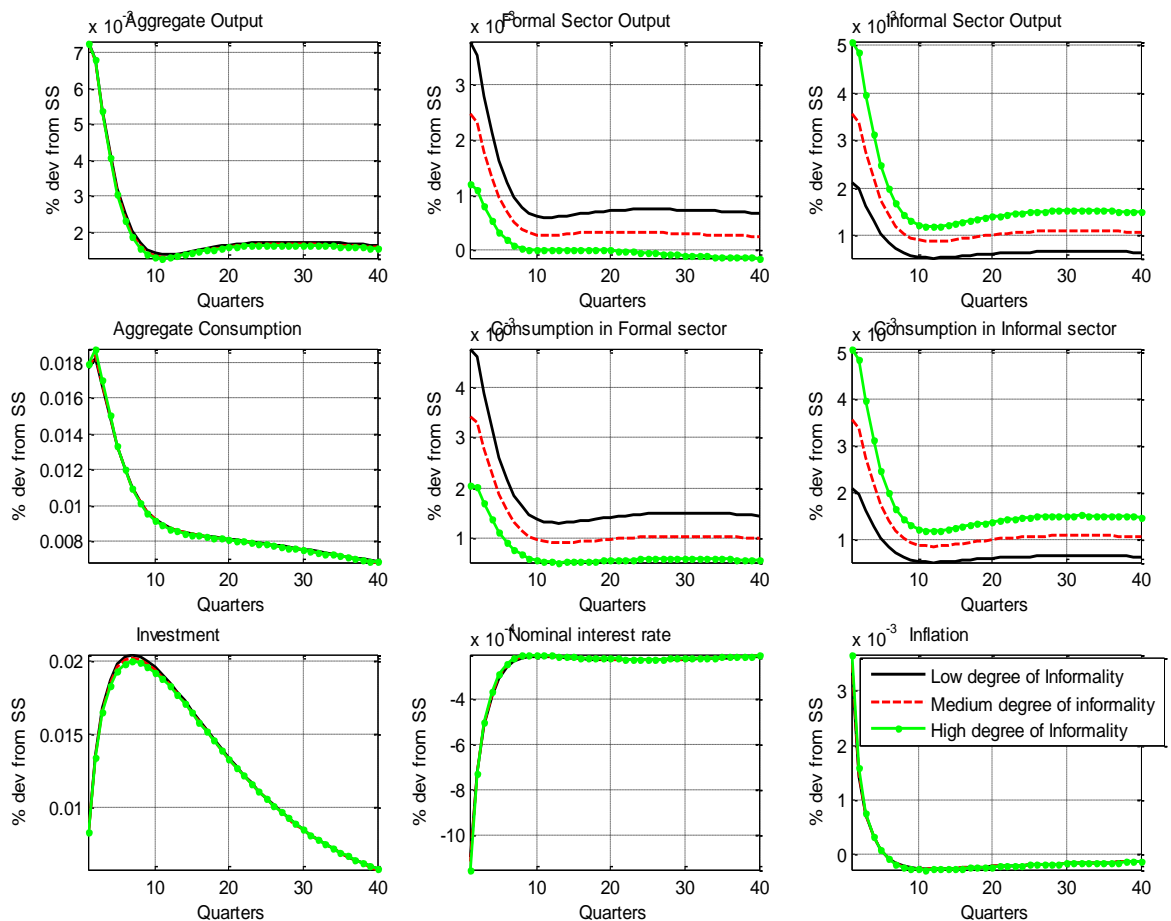 x 10^-3 Aggregate Output
7
6
5
4
3
2
% dev from SS
10 20 30 40
Quarters
Formal Sector Output
3
2
1
0
% dev from SS
10 20 30 40
Quarters
x 10^-3 Informal Sector Output
5
4
3
2
1
% dev from SS
10 20 30 40
Quarters
Aggregate Consumption
0.018
0.016
0.014
0.012
0.01
0.008
% dev from SS
10 20 30 40
Quarters
x 10^-3 Consumption in Formal sector
4
3
2
1
% dev from SS
10 20 30 40
Quarters
x 10^-3 Consumption in Informal sector
5
4
3
2
1
% dev from SS
10 20 30 40
Quarters
Investment
0.02
0.015
0.01
% dev from SS
10 20 30 40
Quarters
x 10^-4 Nominal interest rate
-4
-6
-8
-10
% dev from SS
10 20 30 40
Quarters
x 10^-3 Inflation
3
2
1
0
% dev from SS
10 20 30 40
Quarters
Low degree of Informality
Medium degree of informality
High degree of Informality